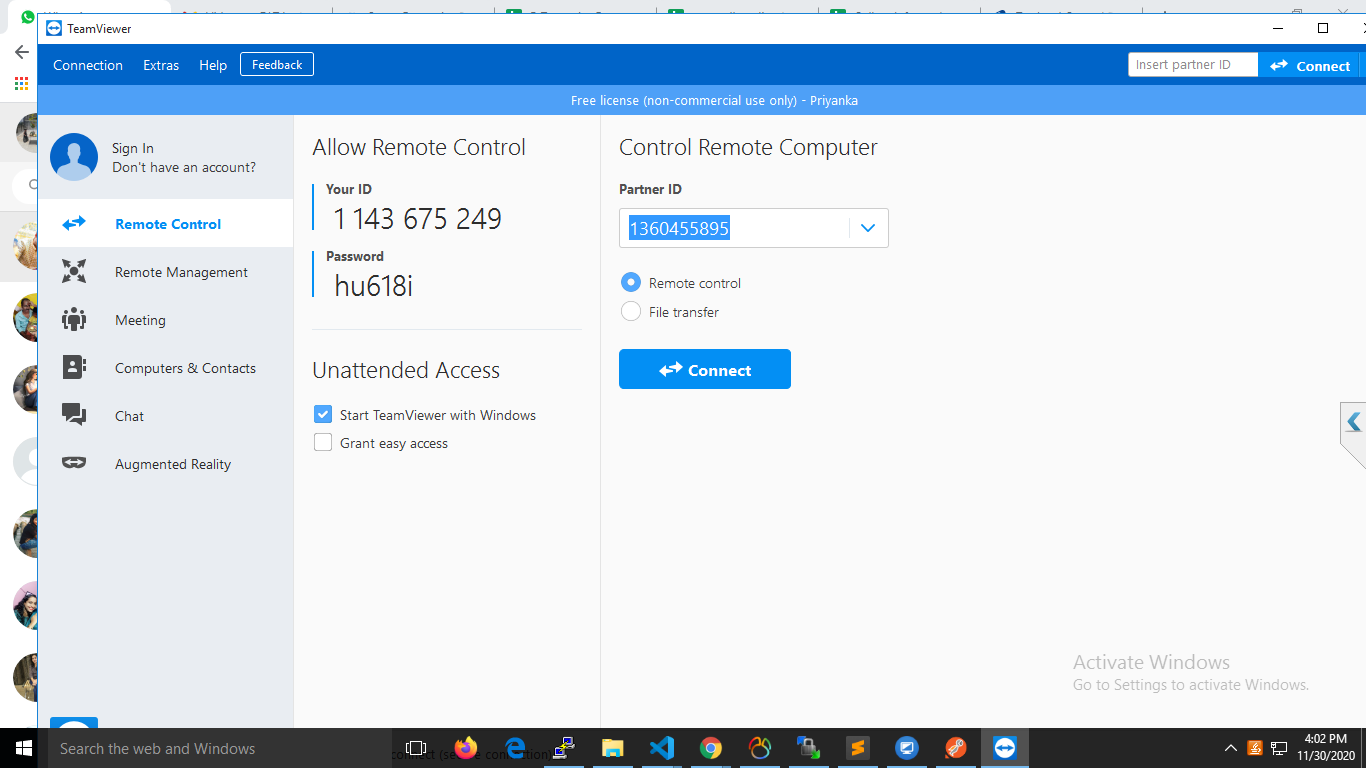 TeamViewer
Connection Extras Help Feedback
Insert partner ID Connect
Free license (non-commercial use only) - Priyanka
Sign In
Don't have an account?
Remote Control
Remote Management
Meeting
Computers & Contacts
Chat
Augmented Reality
Allow Remote Control
Your ID
1 143 675 249
Password
hu618i
Unattended Access
Start TeamViewer with Windows
Grant easy access
Control Remote Computer
Partner ID
1360455895
Remote control
File transfer
Connect
Activate Windows
Go to Settings to activate Windows.
Search the web and Windows
4:02 PM
11/30/2020